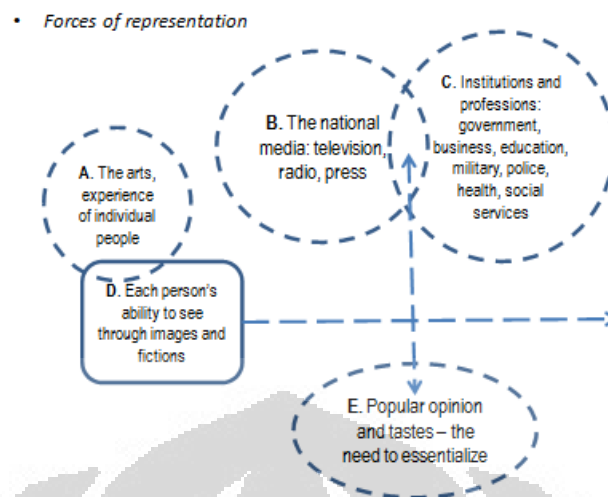 • Forces of representation
A. The arts,
experience
of individual
people
B. The national
media: television,
radio, press
C. Institutions and
professions:
government,
business, education,
military, police,
health, social
services
D. Each person's
ability to see
through images and
fictions
E. Popular opinion
and tastes – the
need to essentialize